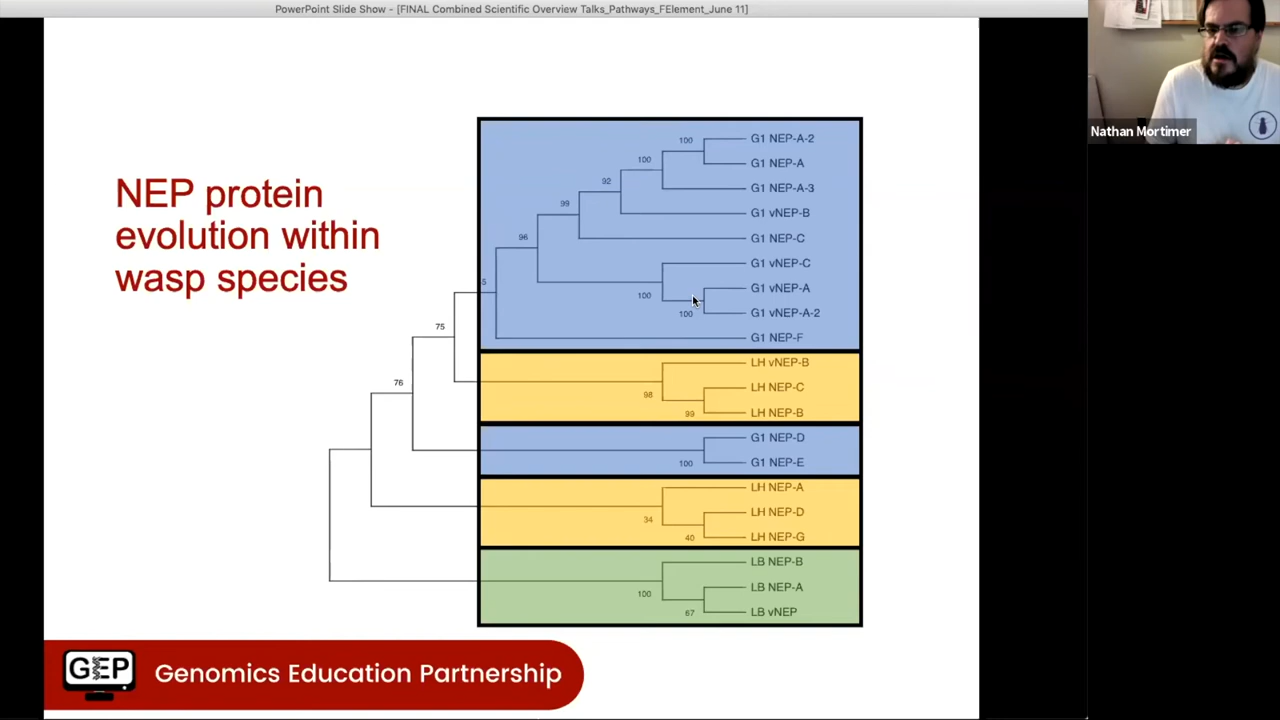 PowerPoint Slide Show - [FINAL Combined Scientific Overview Talks_Pathways_FElement_June 11]
Nathan Mortimer
NEP protein
evolution within
wasp species
100
G1 NEP-A-2
100
G1 NEP-A
92
G1 NEP-A-3
99
G1 vNEP-B
96
G1 NEP-C
G1 vNEP-C
5
100
G1 vNEP-A
100
G1 vNEP-A-2
75
G1 NEP-F
LH vNEP-B
76
98
LH NEP-C
99
LH NEP-B
G1 NEP-D
100
G1 NEP-E
LH NEP-A
34
LH NEP-D
40
LH NEP-G
LB NEP-B
100
LB NEP-A
67
LB vNEP
GEP
Genomics Education Partnership